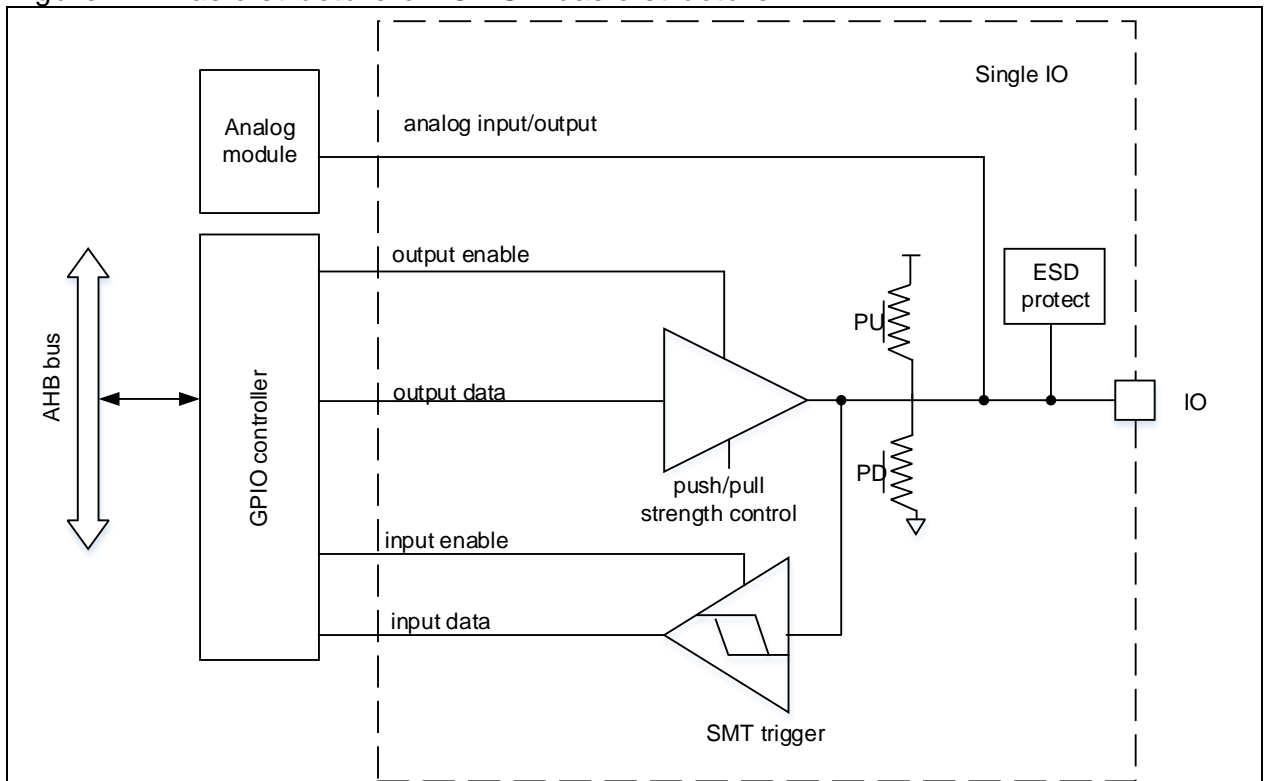 Single IO
Analog
module
analog input/output
output enable
ESD
protect
PU
AHB bus
GPIO controller
output data
IO
PD
push/pull
strength control
input enable
input data
SMT trigger